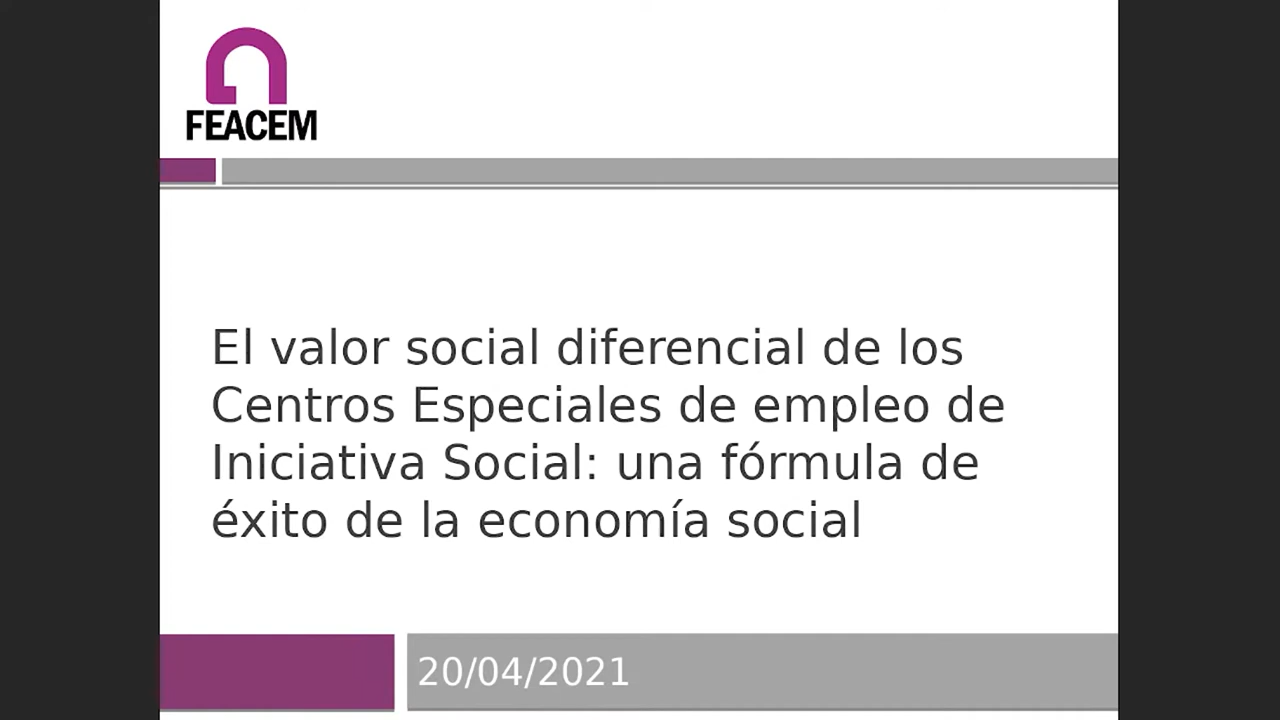 FEACEM
El valor social diferencial de los
Centros Especiales de empleo de
Iniciativa Social: una fórmula de
éxito de la economía social
20/04/2021